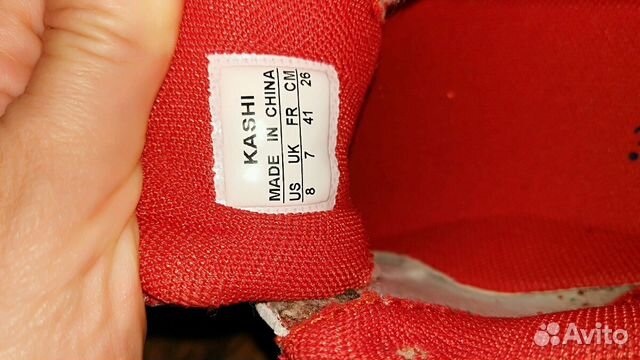 KASHI
MADE IN CHINA
US UK FR CM
8 7 41 26
Avito